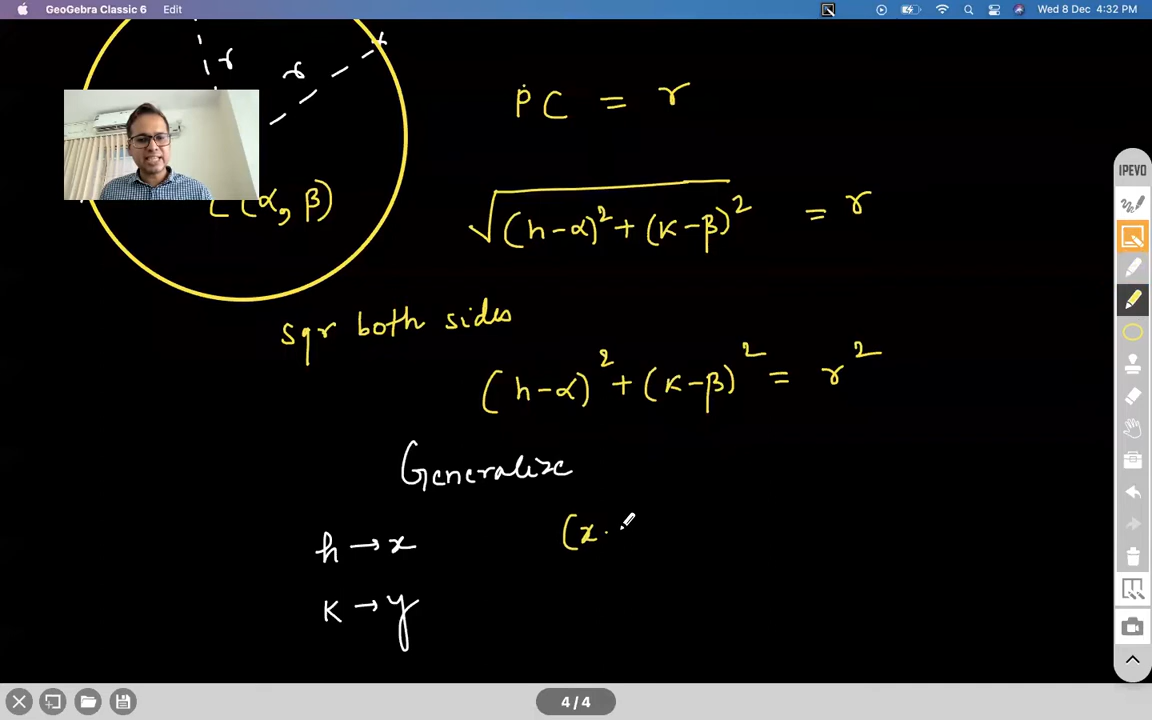 GeoGebra Classic 6 Edit Wed 8 Dec 4:32 PM
r
r
PC = r
IPEVO
(α, β)
√(h-α)²+(K-β)² = r
sqr both sides
(h-α)²+(K-β)² = r²
Generalize
(x.
h → x
K → y
4/4